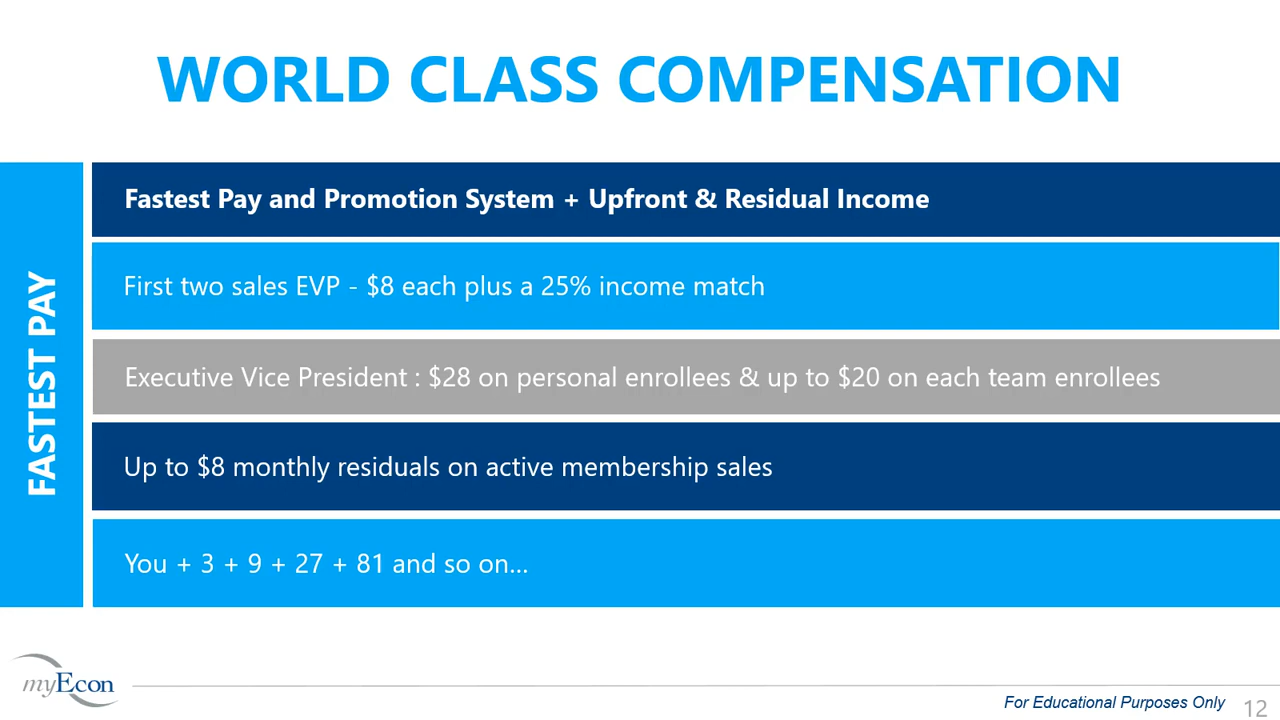 WORLD CLASS COMPENSATION
FASTEST PAY
Fastest Pay and Promotion System + Upfront & Residual Income
First two sales EVP - $8 each plus a 25% income match
Executive Vice President : $28 on personal enrollees & up to $20 on each team enrollees
Up to $8 monthly residuals on active membership sales
You + 3 + 9 + 27 + 81 and so on...
myEcon
For Educational Purposes Only
12